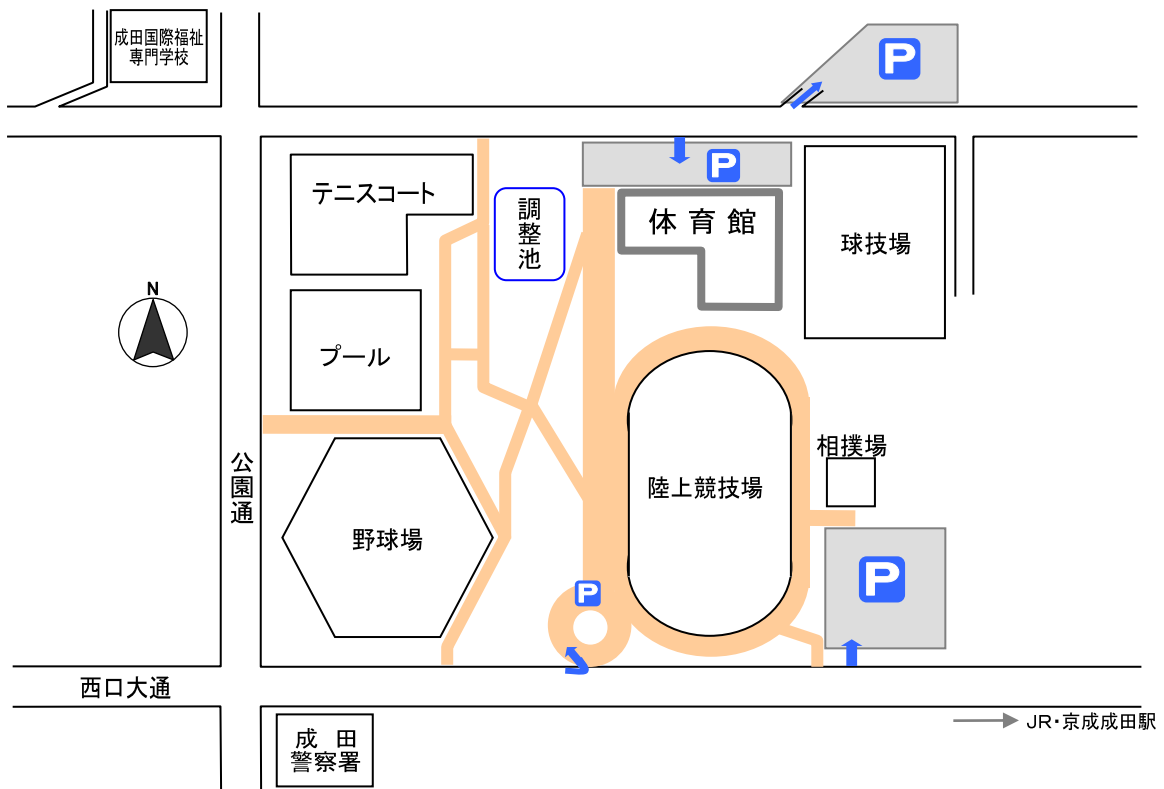 成田国際福祉
専門学校
P
P
テニスコート
調整池
体育館
球技場
N
プール
公園通
相撲場
陸上競技場
野球場
P
P
西口大通
JR・京成成田駅
成田
警察署